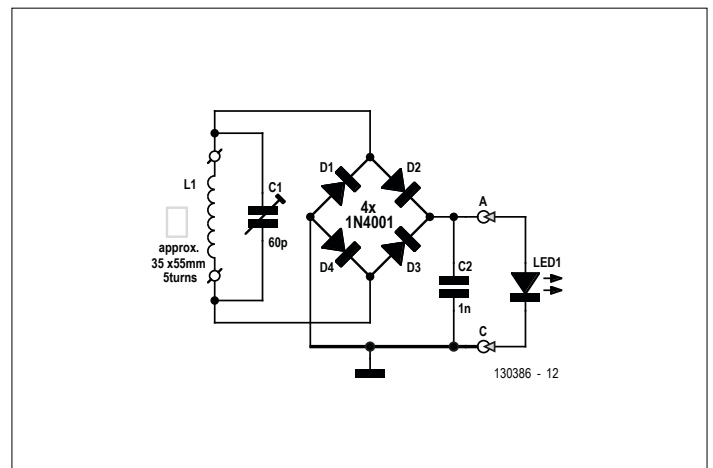 D1
D2
L1
C1
A
4x
1N4001
approx.
35 x55mm
5turns
60p
D4
D3
C2
LED1
1n
C
130386 - 12